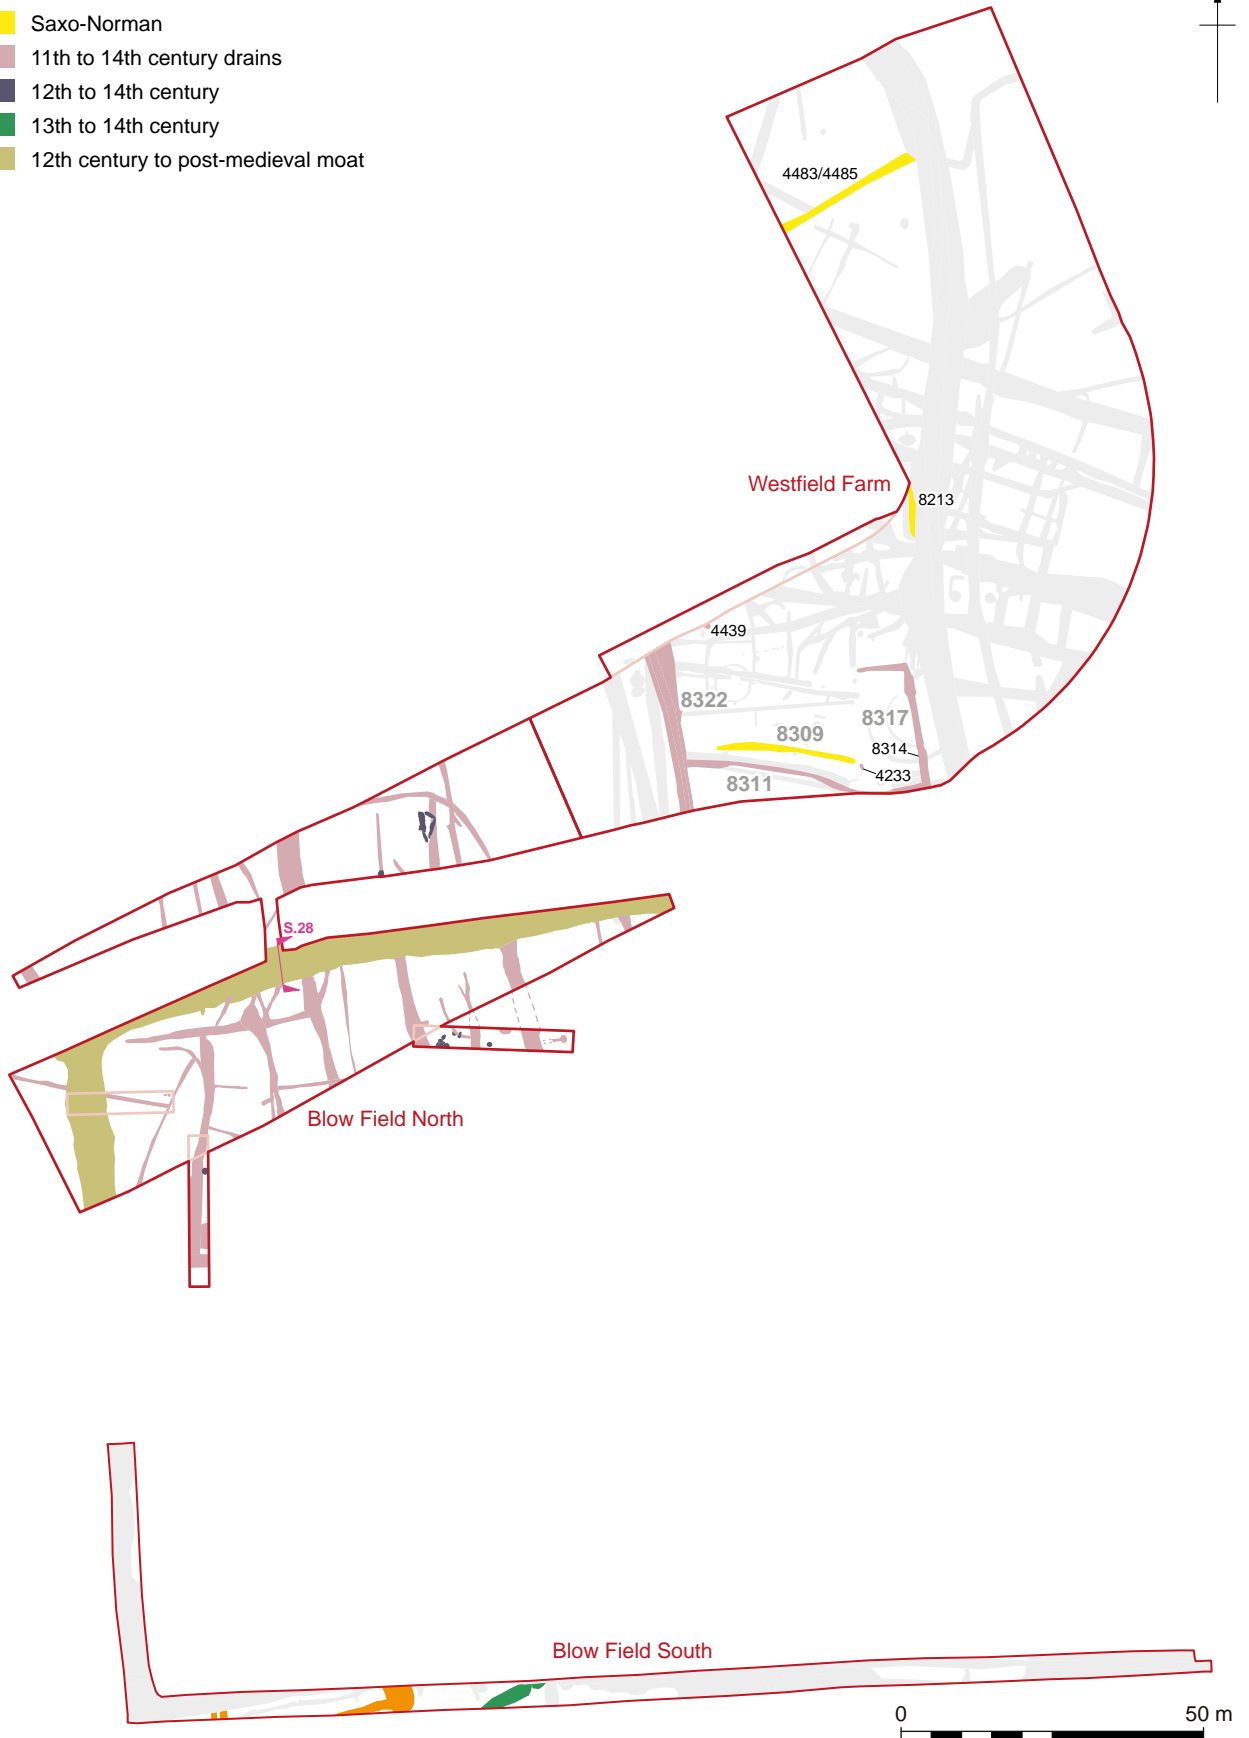 Saxo-Norman
11th to 14th century drains
12th to 14th century
13th to 14th century
12th century to post-medieval moat
4483/4485
Westfield Farm
8213
4439
8322
8317
8309
8314
4233
8311
S.28
Blow Field North
Blow Field South
0
50 m